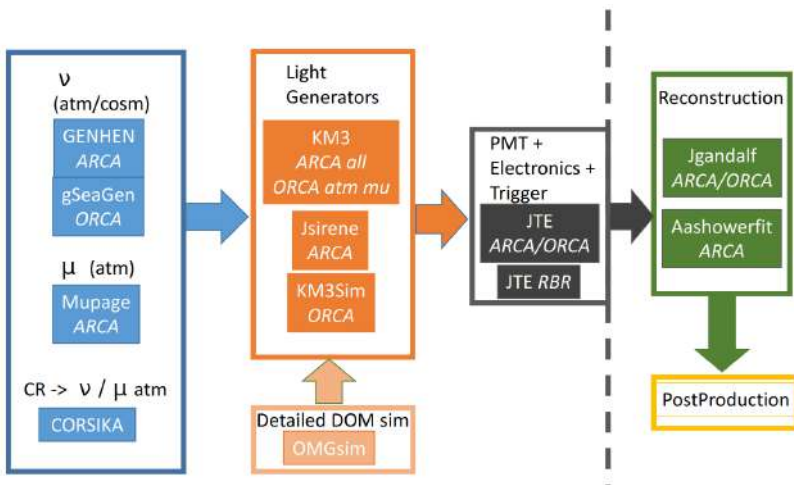 ν
(atm/cosm)
GENHEN
ARCA
gSeaGen
ORCA
μ (atm)
Mupage
ARCA
CR -> ν / μ atm
CORSIKA
Light
Generators
KM3
ARCA all
ORCA atm mu
Jsirene
ARCA
KM3Sim
ORCA
Detailed DOM sim
OMGsim
PMT +
Electronics +
Trigger
JTE
ARCA/ORCA
JTE RBR
Reconstruction
Jgandalf
ARCA/ORCA
Aashowerfit
ARCA
PostProduction